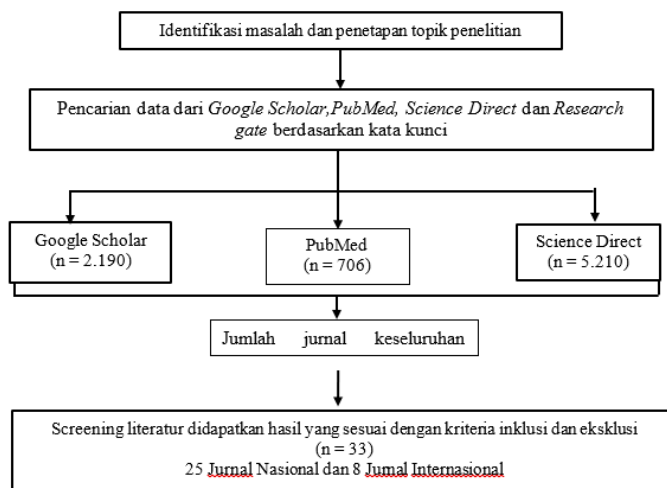 Identifikasi masalah dan penetapan topik penelitian
Pencarian data dari Google Scholar,PubMed, Science Direct dan Research
gate berdasarkan kata kunci
Google Scholar
(n = 2.190)
PubMed
(n = 706)
Science Direct
(n = 5.210)
Jumlah jurnal keseluruhan
Screening literatur didapatkan hasil yang sesuai dengan kriteria inklusi dan eksklusi
(n = 33)
25 Jurnal Nasional dan 8 Jurnal Internasional